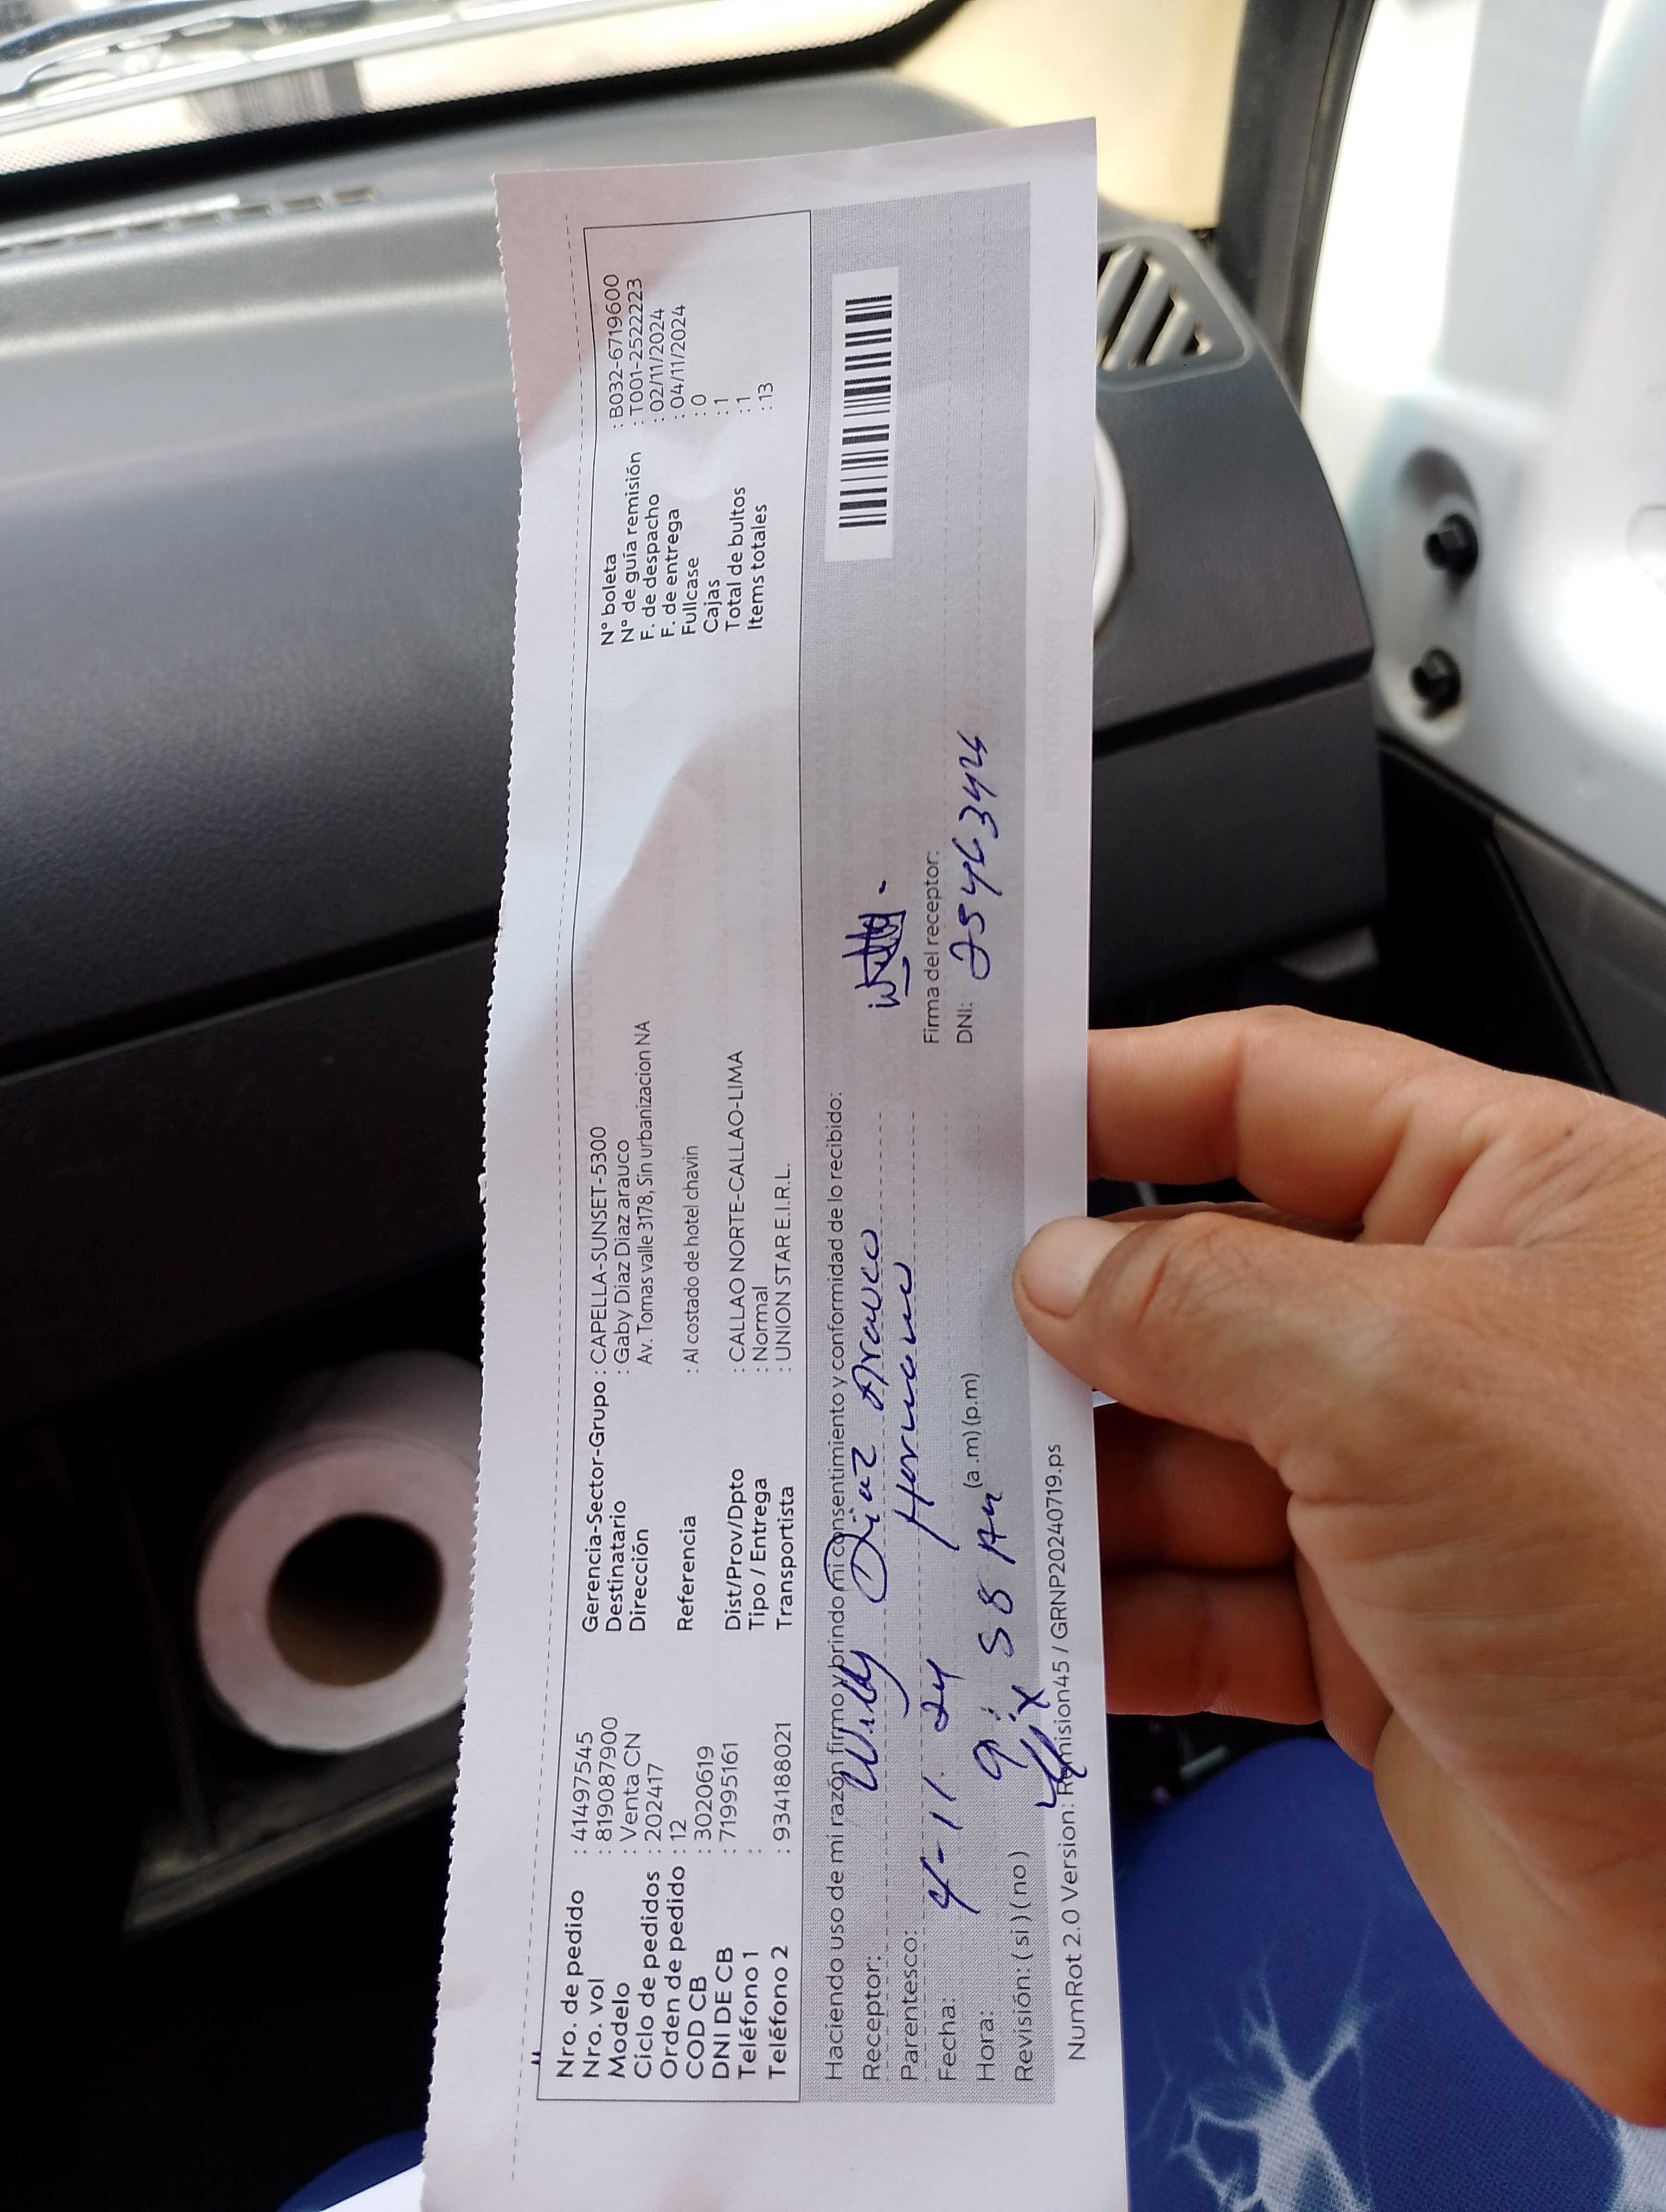 Nro. de pedido : 41497545
Nro. vol : 819087900
Modelo : Venta CN
Ciclo de pedidos : 202417
Orden de pedido : 12
COD CB : 3020619
DNI DE CB : 71995161
Teléfono 1 :
Teléfono 2 : 934188021
Gerencia-Sector-Grupo : CAPELLA-SUNSET-5300
Destinatario : Gaby Diaz Diaz arauco
Dirección Av. Tomas valle 3178, Sin urbanizacion NA
Referencia : Al costado de hotel chavin
Dist/Prov/Dpto : CALLAO NORTE-CALLAO-LIMA
Tipo / Entrega : Normal
Transportista : UNION STAR E.I.R.L.
N° boleta : B032-6719600
N° de guía remisión : T001-2522223
F. de despacho : 02/11/2024
F. de entrega : 04/11/2024
Fullcase : 0
Cajas : 1
Total de bultos : 1
Items totales : 13
Haciendo uso de mi razón firmo y brindo mi consentimiento y conformidad de lo recibido:
Receptor: Willy Diaz Arauco
Parentesco: Hermano
Fecha: 4-11. 24
Hora: 9:58 AM (a.m) (p.m)
Revisión: ( si ) ( no )
Firma del receptor:
DNI:
NumRot 2.0 Version: Remision45 / GRNP20240719.ps